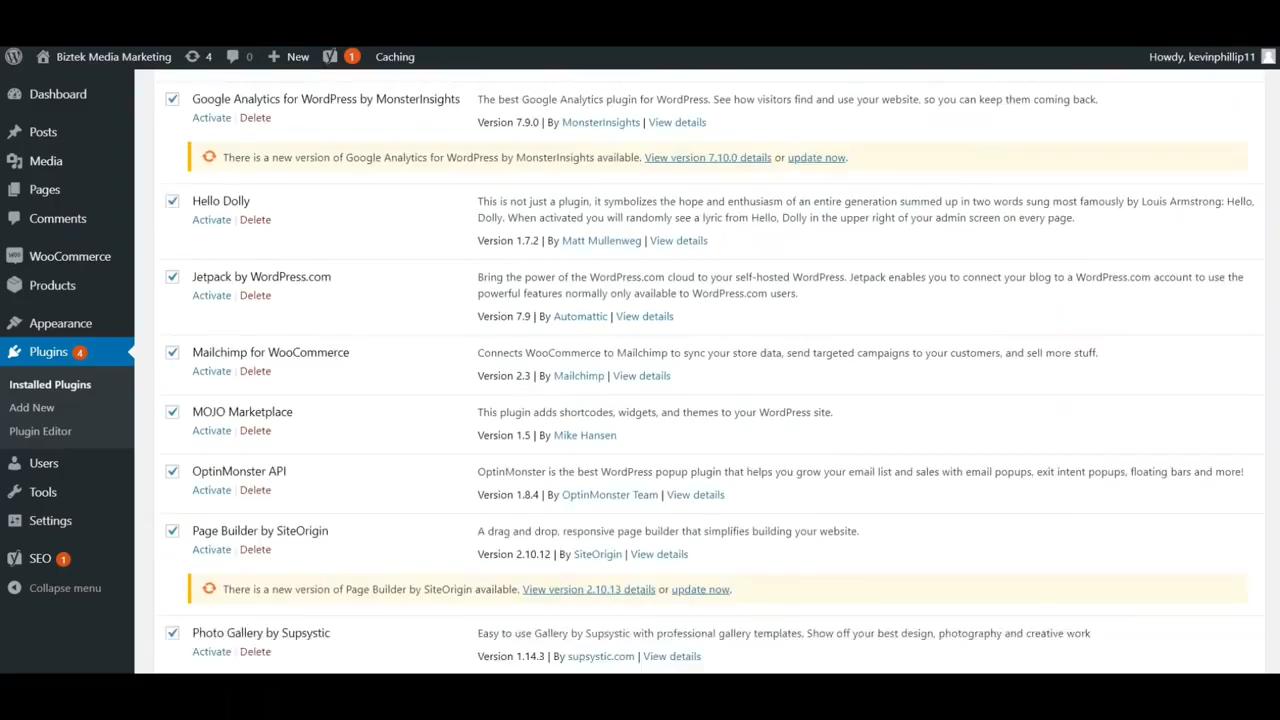 Biztek Media Marketing 4 0 New 1 Caching Howdy, kevinphillip11
Dashboard
Posts
Media
Pages
Comments
WooCommerce
Products
Appearance
Plugins 4
Installed Plugins
Add New
Plugin Editor
Users
Tools
Settings
SEO 1
Collapse menu
Google Analytics for WordPress by MonsterInsights
Activate | Delete
The best Google Analytics plugin for WordPress. See how visitors find and use your website, so you can keep them coming back.
Version 7.9.0 | By MonsterInsights | View details
There is a new version of Google Analytics for WordPress by MonsterInsights available. View version 7.10.0 details or update now.
Hello Dolly
Activate | Delete
This is not just a plugin, it symbolizes the hope and enthusiasm of an entire generation summed up in two words sung most famously by Louis Armstrong: Hello,
Dolly. When activated you will randomly see a lyric from Hello, Dolly in the upper right of your admin screen on every page.
Version 1.7.2 | By Matt Mullenweg | View details
Jetpack by WordPress.com
Activate | Delete
Bring the power of the WordPress.com cloud to your self-hosted WordPress. Jetpack enables you to connect your blog to a WordPress.com account to use the
powerful features normally only available to WordPress.com users.
Version 7.9 | By Automattic | View details
Mailchimp for WooCommerce
Activate | Delete
Connects WooCommerce to Mailchimp to sync your store data, send targeted campaigns to your customers, and sell more stuff.
Version 2.3 | By Mailchimp | View details
MOJO Marketplace
Activate | Delete
This plugin adds shortcodes, widgets, and themes to your WordPress site.
Version 1.5 | By Mike Hansen
OptinMonster API
Activate | Delete
OptinMonster is the best WordPress popup plugin that helps you grow your email list and sales with email popups, exit intent popups, floating bars and more!
Version 1.8.4 | By OptinMonster Team | View details
Page Builder by SiteOrigin
Activate | Delete
A drag and drop, responsive page builder that simplifies building your website.
Version 2.10.12 | By SiteOrigin | View details
There is a new version of Page Builder by SiteOrigin available. View version 2.10.13 details or update now.
Photo Gallery by Supsystic
Activate | Delete
Easy to use Gallery by Supsystic with professional gallery templates. Show off your best design, photography and creative work
Version 1.14.3 | By supsystic.com | View details